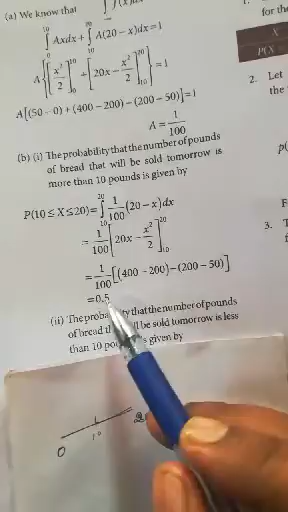 (a) We know that ∫ f(x)dx
for the
∫₀¹⁰ Axdx + ∫₁₀²⁰ A(20 − x)dx = 1
X
P(X =
A{[x²/2]₀¹⁰ + [20x − x²/2]₁₀²⁰} = 1
2. Let
the
A[(50 − 0) + (400 − 200) − (200 − 50)] = 1
A = 1/100
(b) (i) The probability that the number of pounds
of bread that will be sold tomorrow is
more than 10 pounds is given by
P(10 ≤ X ≤ 20) = ∫₁₀²⁰ 1/100 (20 − x)dx
= 1/100 [20x − x²/2]₁₀²⁰
3.
= 1/100 [(400 − 200) − (200 − 50)]
= 0.5
(ii) The probability that the number of pounds
of bread will be sold tomorrow is less
than 10 pounds is given by
0 10